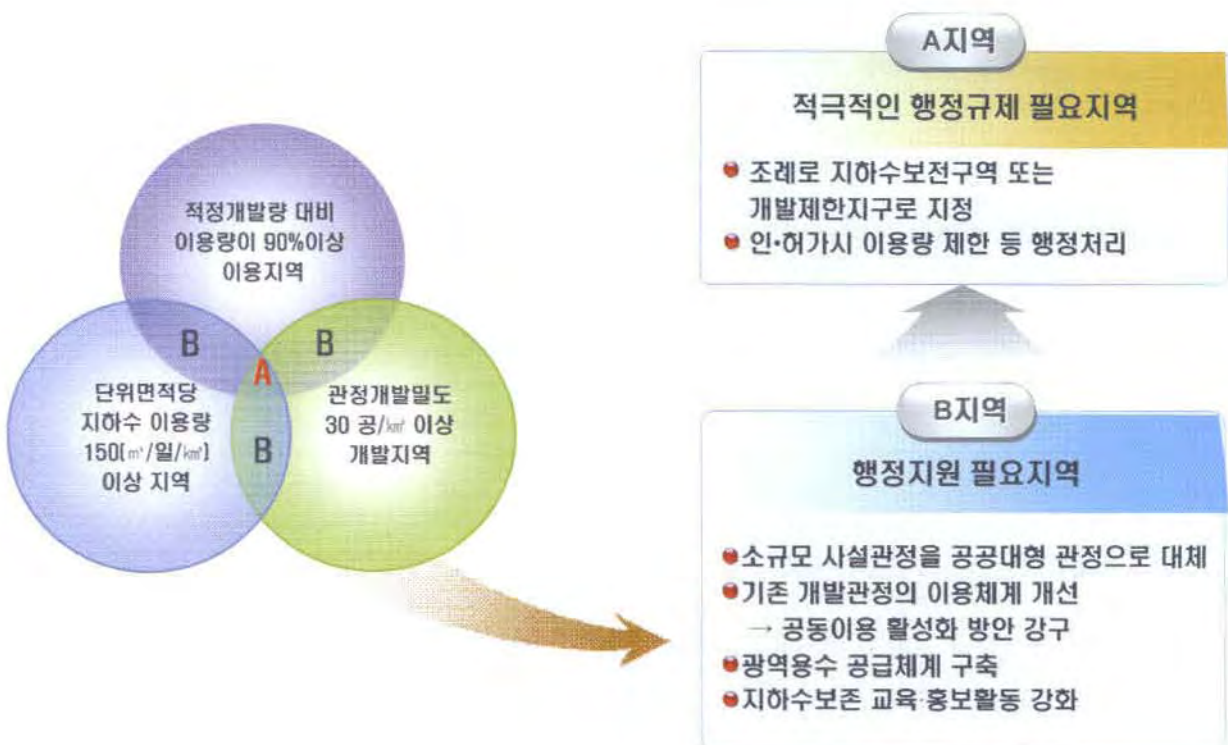 적정개발량 대비
이용량이 90%이상
이용지역
B
B
A
B
단위면적당
지하수 이용량
150(㎥/일/㎢)
이상 지역
관정개발밀도
30 공/㎢ 이상
개발지역
A지역
적극적인 행정규제 필요지역
조례로 지하수보전구역 또는
개발제한지구로 지정
인•허가시 이용량 제한 등 행정처리
B지역
행정지원 필요지역
소규모 사설관정을 공공대형 관정으로 대체
기존 개발관정의 이용체계 개선
→ 공동이용 활성화 방안 강구
광역용수 공급체계 구축
지하수보존 교육·홍보활동 강화